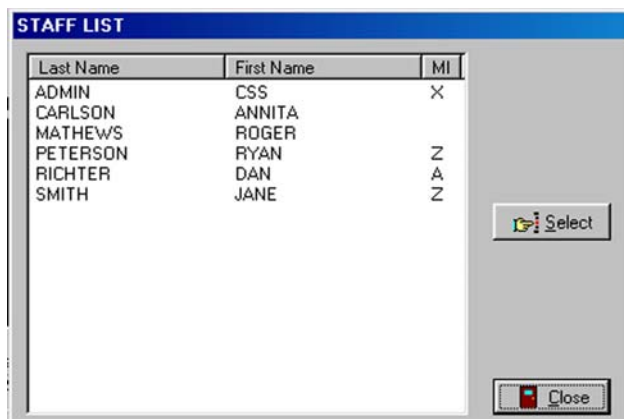 STAFF LIST
Last Name First Name MI
ADMIN CSS X
CARLSON ANNITA
MATHEWS ROGER
PETERSON RYAN Z
RICHTER DAN A
SMITH JANE Z
Select
Close